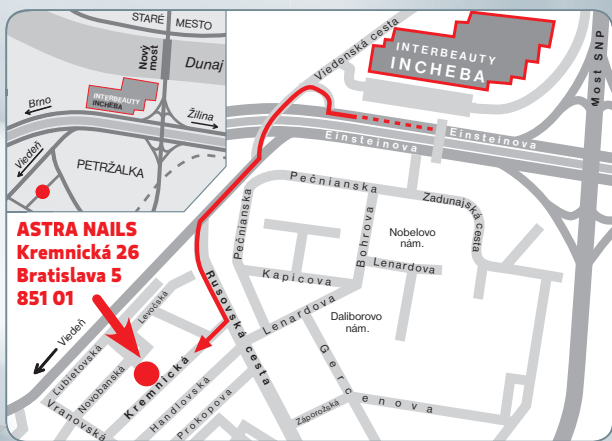 STARÉ
MESTO
Nový
most
Dunaj
INTERBEAUTY
INCHEBA
Brno
Žilina
Viedeň
PETRŽALKA
Viedenská cesta
INTERBEAUTY
INCHEBA
Most SNP
Einsteinova
Einsteinova
Pečnianska
Zadunajská cesta
Pečnianska
Bohrova
Nobelovo
nám.
Lenardova
Kapicova
ASTRA NAILS
Kremnická 26
Bratislava 5
851 01
Rusovská cesta
Lenardova
Daliborovo
nám.
Levočská
Viedeň
Ľubietovská
Novobanská
Kremnická
Gercenova
Vranovská
Handlovská
Prokopova
Záporožská